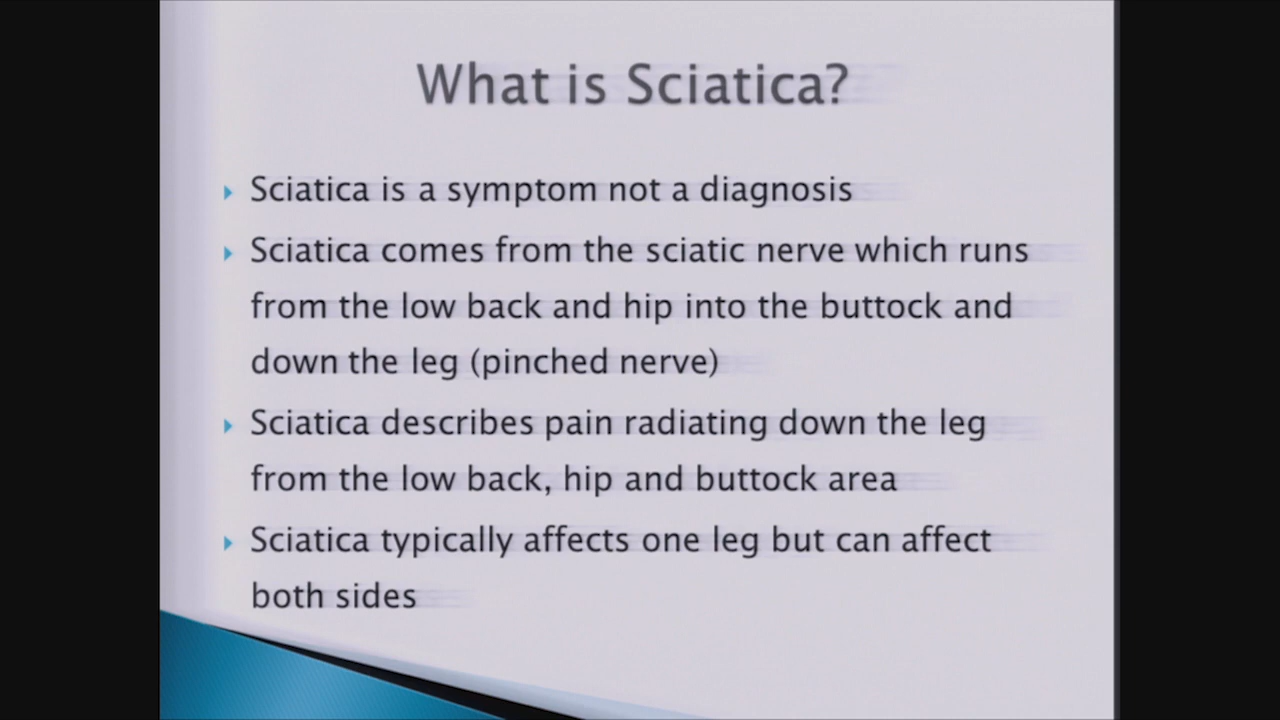 What is Sciatica?
Sciatica is a symptom not a diagnosis
Sciatica comes from the sciatic nerve which runs
from the low back and hip into the buttock and
down the leg (pinched nerve)
Sciatica describes pain radiating down the leg
from the low back, hip and buttock area
Sciatica typically affects one leg but can affect
both sides